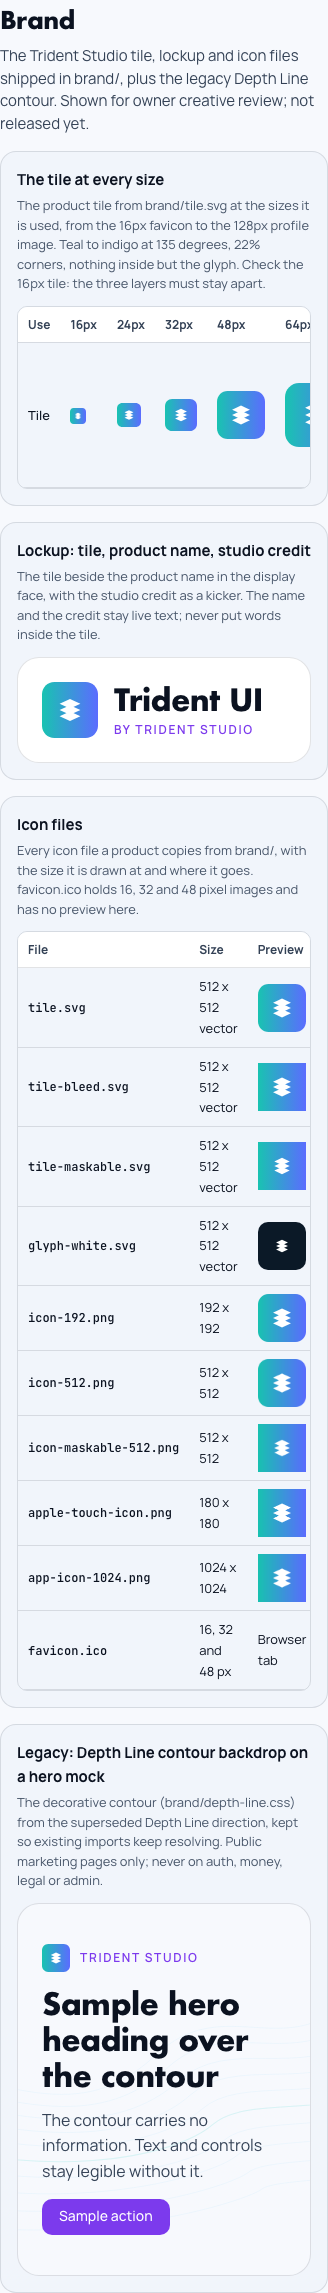 Brand
The Trident Studio tile, lockup and icon files
shipped in brand/, plus the legacy Depth Line
contour. Shown for owner creative review; not
released yet.
The tile at every size
The product tile from brand/tile.svg at the sizes it
is used, from the 16px favicon to the 128px profile
image. Teal to indigo at 135 degrees, 22%
corners, nothing inside but the glyph. Check the
16px tile: the three layers must stay apart.
Use 16px 24px 32px 48px 64px
Tile
Lockup: tile, product name, studio credit
The tile beside the product name in the display
face, with the studio credit as a kicker. The name
and the credit stay live text; never put words
inside the tile.
Trident UI
BY TRIDENT STUDIO
Icon files
Every icon file a product copies from brand/, with
the size it is drawn at and where it goes.
favicon.ico holds 16, 32 and 48 pixel images and
has no preview here.
File Size Preview
tile.svg 512 x
512
vector
tile-bleed.svg 512 x
512
vector
tile-maskable.svg 512 x
512
vector
glyph-white.svg 512 x
512
vector
icon-192.png 192 x
192
icon-512.png 512 x
512
icon-maskable-512.png 512 x
512
apple-touch-icon.png 180 x
180
app-icon-1024.png 1024 x
1024
favicon.ico 16, 32
and
48 px
Browser
tab
Legacy: Depth Line contour backdrop on
a hero mock
The decorative contour (brand/depth-line.css)
from the superseded Depth Line direction, kept
so existing imports keep resolving. Public
marketing pages only; never on auth, money,
legal or admin.
TRIDENT STUDIO
Sample hero
heading over
the contour
The contour carries no
information. Text and controls
stay legible without it.
Sample action